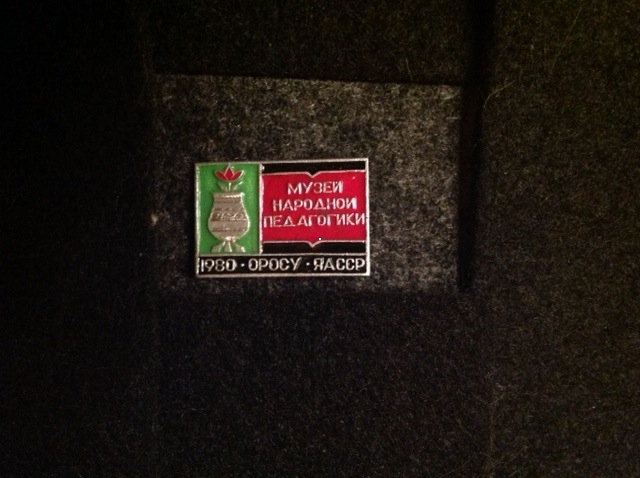 МУЗЕЙ
НАРОДНОЙ
ПЕДАГОГИКИ
1980 · ОРОСУ · ЯАССР